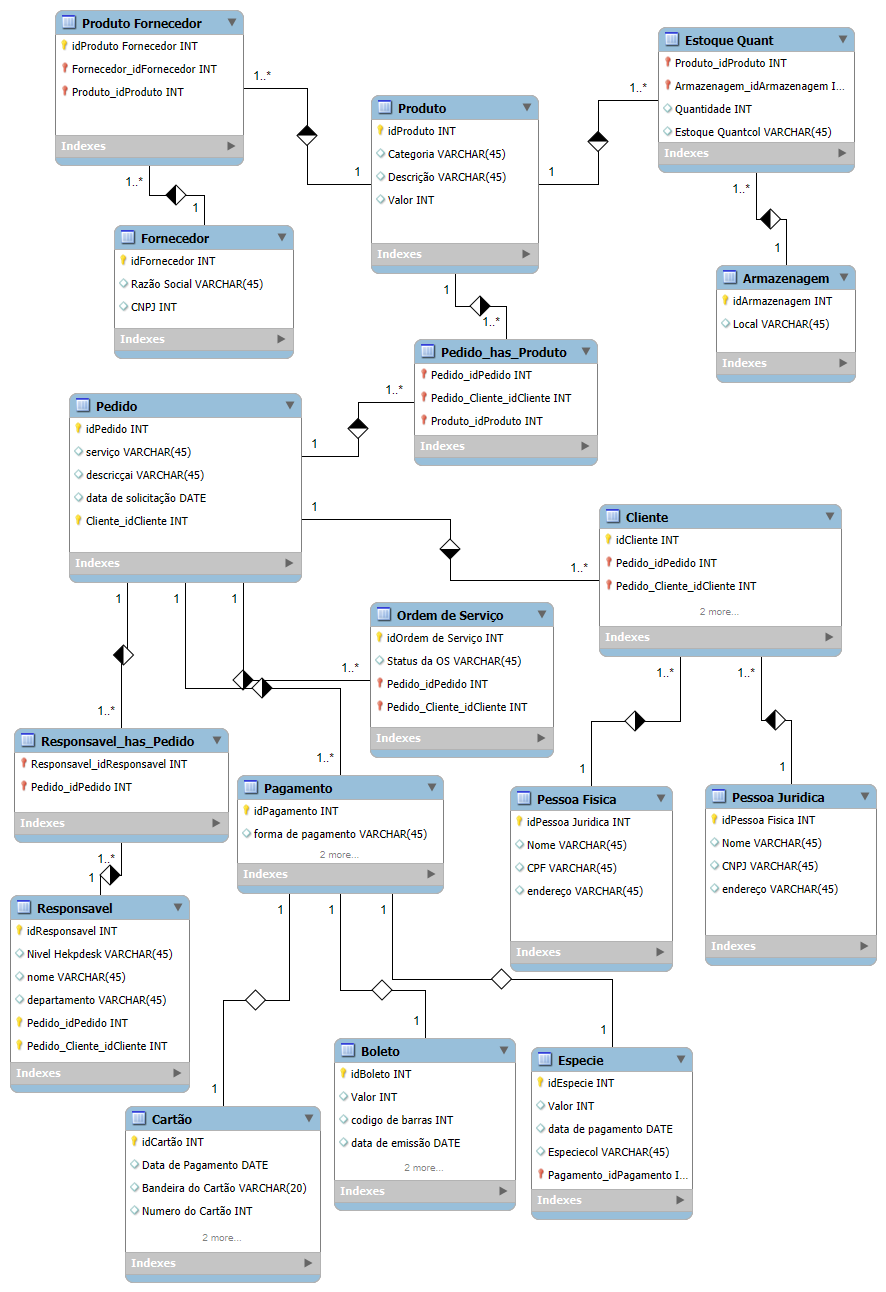 Produto Fornecedor
idProduto Fornecedor INT
Fornecedor_idFornecedor INT
Produto_idProduto INT
Indexes
1..*
1
1..*
1
Fornecedor
idFornecedor INT
Razão Social VARCHAR(45)
CNPJ INT
Indexes
Produto
idProduto INT
Categoria VARCHAR(45)
Descrição VARCHAR(45)
Valor INT
Indexes
1
1..*
1
1..*
Estoque Quant
Produto_idProduto INT
Armazenagem_idArmazenagem I...
Quantidade INT
Estoque Quantcol VARCHAR(45)
Indexes
1..*
1
Armazenagem
idArmazenagem INT
Local VARCHAR(45)
Indexes
Pedido_has_Produto
Pedido_idPedido INT
Pedido_Cliente_idCliente INT
Produto_idProduto INT
Indexes
1..*
1
Pedido
idPedido INT
serviço VARCHAR(45)
descricçai VARCHAR(45)
data de solicitação DATE
Cliente_idCliente INT
Indexes
1
1..*
1
1
1
Cliente
idCliente INT
Pedido_idPedido INT
Pedido_Cliente_idCliente INT
2 more...
Indexes
1..*
1..*
1
1
Ordem de Serviço
idOrdem de Serviço INT
Status da OS VARCHAR(45)
Pedido_idPedido INT
Pedido_Cliente_idCliente INT
Indexes
1..*
1..*
1..*
Responsavel_has_Pedido
Responsavel_idResponsavel INT
Pedido_idPedido INT
Indexes
1..*
1
Responsavel
idResponsavel INT
Nivel Hekpdesk VARCHAR(45)
nome VARCHAR(45)
departamento VARCHAR(45)
Pedido_idPedido INT
Pedido_Cliente_idCliente INT
Indexes
Pagamento
idPagamento INT
forma de pagamento VARCHAR(45)
2 more...
Indexes
1
1
1
Pessoa Fisica
idPessoa Juridica INT
Nome VARCHAR(45)
CPF VARCHAR(45)
endereço VARCHAR(45)
Indexes
Pessoa Juridica
idPessoa Fisica INT
Nome VARCHAR(45)
CNPJ VARCHAR(45)
endereço VARCHAR(45)
Indexes
1
1
1
Cartão
idCartão INT
Data de Pagamento DATE
Bandeira do Cartão VARCHAR(20)
Numero do Cartão INT
2 more...
Indexes
Boleto
idBoleto INT
Valor INT
codigo de barras INT
data de emissão DATE
2 more...
Indexes
Especie
idEspecie INT
Valor INT
data de pagamento DATE
Especiecol VARCHAR(45)
Pagamento_idPagamento I...
Indexes